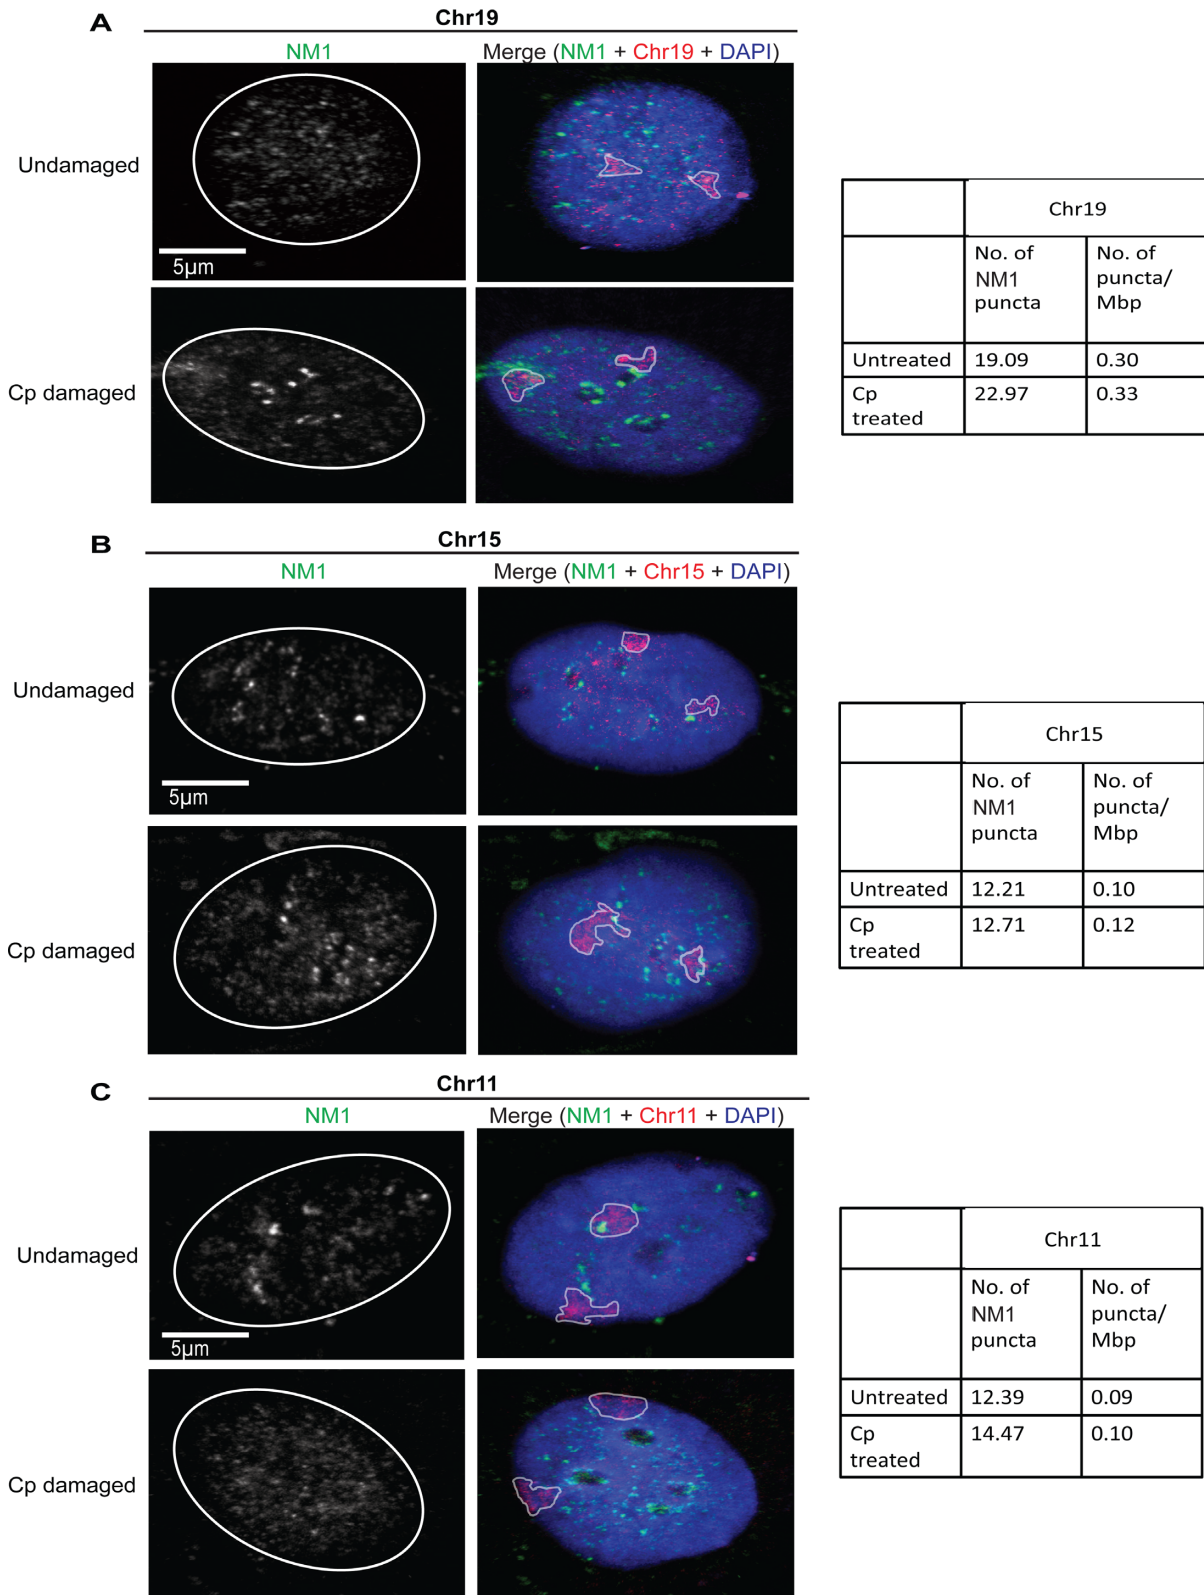 A
Chr19
NM1
Merge (NM1 + Chr19 + DAPI)
Undamaged
5µm
Cp damaged
Chr19
No. of
NM1
puncta
No. of
puncta/
Mbp
Untreated
19.09
0.30
Cp
treated
22.97
0.33
B
Chr15
NM1
Merge (NM1 + Chr15 + DAPI)
Undamaged
5µm
Cp damaged
Chr15
No. of
NM1
puncta
No. of
puncta/
Mbp
Untreated
12.21
0.10
Cp
treated
12.71
0.12
C
Chr11
NM1
Merge (NM1 + Chr11 + DAPI)
Undamaged
5µm
Cp damaged
Chr11
No. of
NM1
puncta
No. of
puncta/
Mbp
Untreated
12.39
0.09
Cp
treated
14.47
0.10